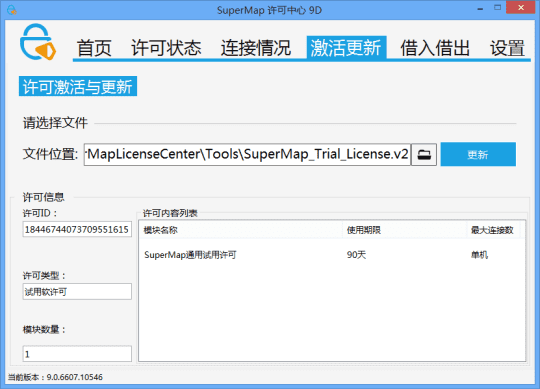 SuperMap 许可中心 9D
首页 许可状态 连接情况 激活更新 借入借出 设置
许可激活与更新
请选择文件
文件位置: rMapLicenseCenter\Tools\SuperMap_Trial_License.v2 更新
许可信息
许可ID：
18446744073709551615
许可类型：
试用软许可
模块数量：
1
许可内容列表
模块名称 使用期限 最大连接数
SuperMap通用试用许可 90天 单机
当前版本：9.0.6607.10546